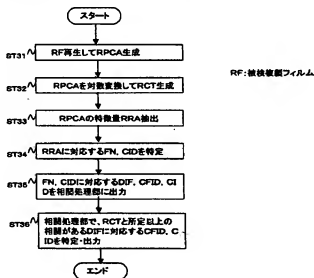 スタート
ST31 RF再生してRPCA生成
RF:被検複製フィルム
ST32 RPCAを対数変換してRCT生成
ST33 RPCAの特徴量RRA抽出
ST34 RRAに対応するFN, CIDを特定
ST35 FN, CIDに対応するDIF, CFID, CI
Dを相関処理部に出力
ST36 相関処理部で、RCTと所定以上の
相関があるDIFに対応するCFID, C
IDを特定・出力
エンド